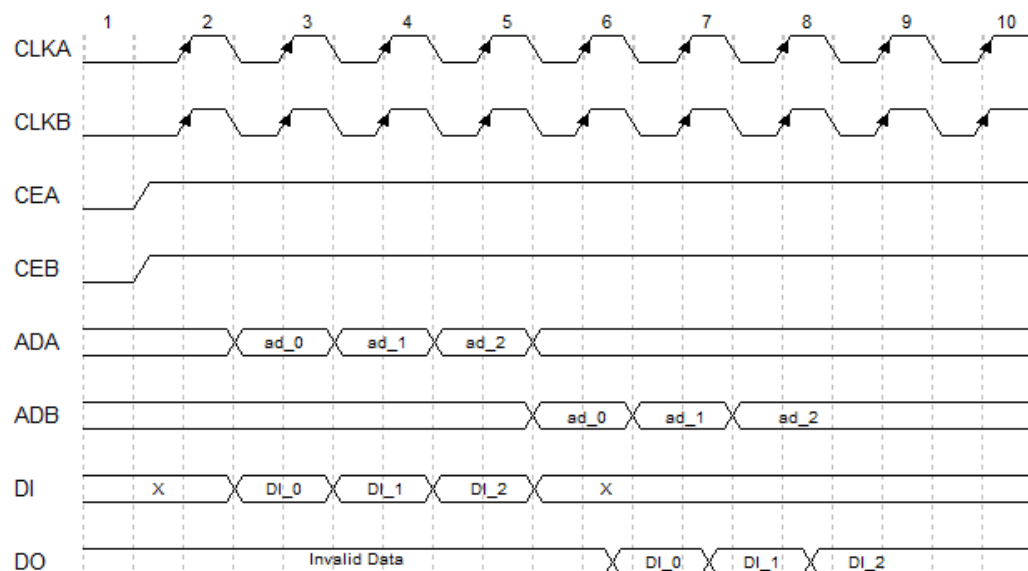 1 2 3 4 5 6 7 8 9 10
CLKA
CLKB
CEA
CEB
ADA ad_0 ad_1 ad_2
ADB ad_0 ad_1 ad_2
DI X DI_0 DI_1 DI_2 X
DO Invalid Data DI_0 DI_1 DI_2